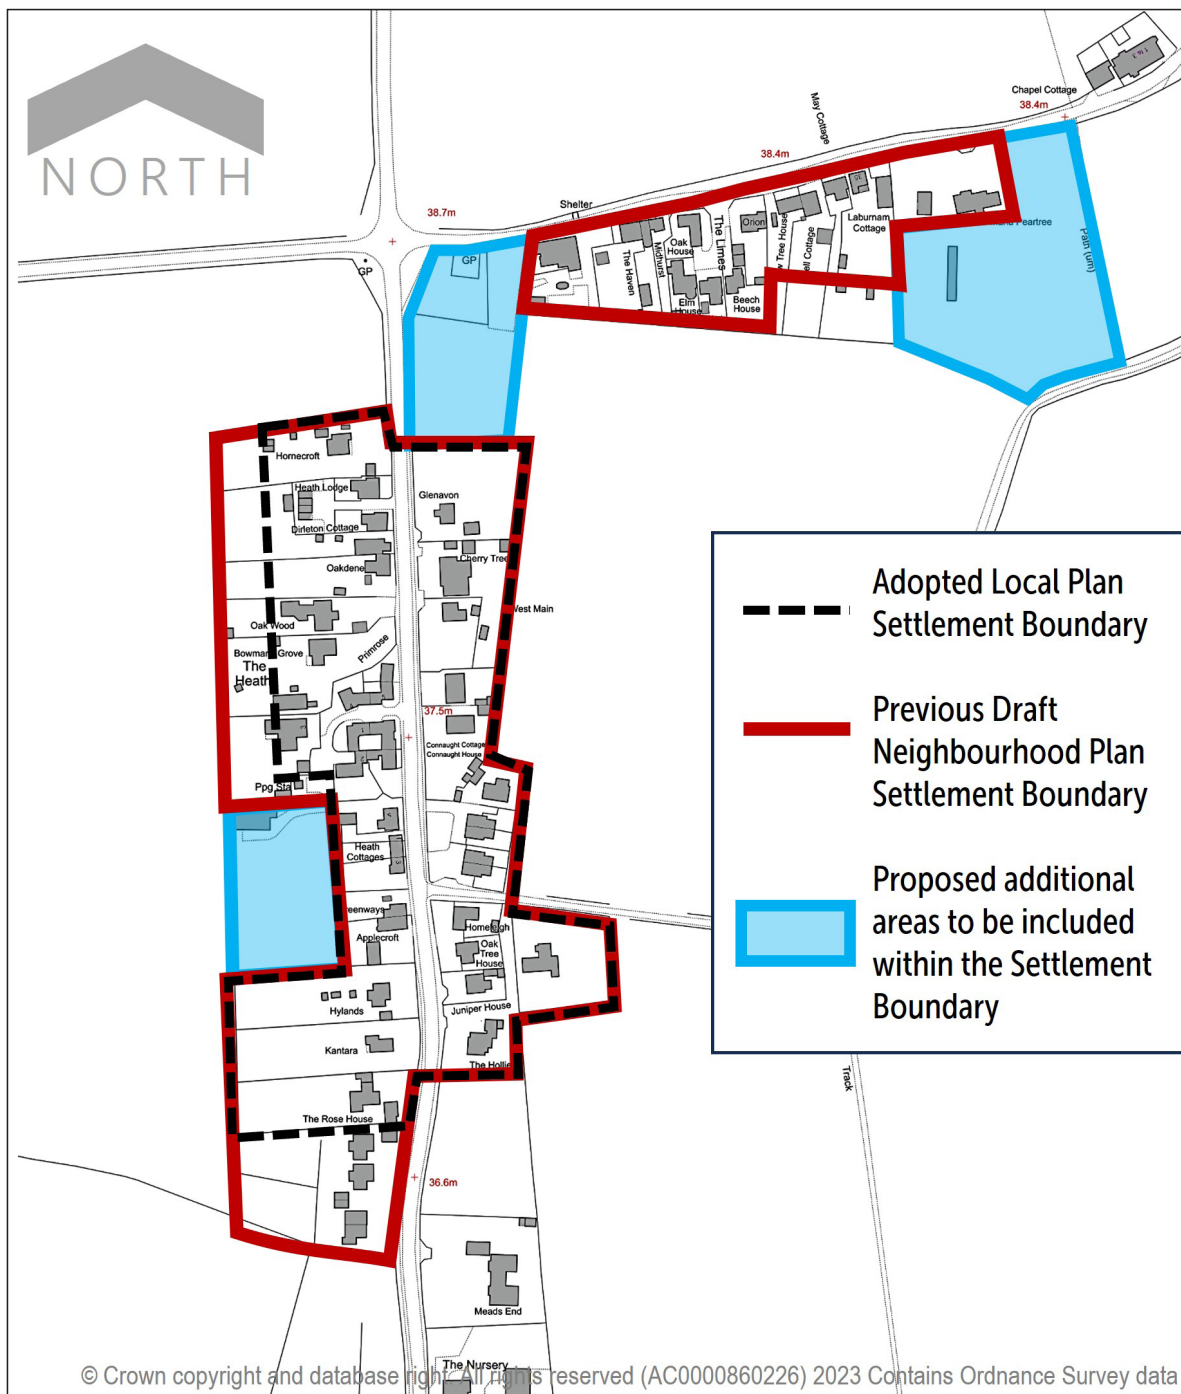 NORTH
Chapel Cottage
38.4m
May Cottage
38.4m
Shelter
38.7m
GP
GP
Path (um)
Orion
Laburnam
Cottage
The Limes
Oak
House
Midhurst
The Haven
Elm
House
Beech
House
Hornecroft
Heath Lodge
Dirleton Cottage
Oakdene
Glenavon
Cherry Tree
West Main
Oak Wood
Primrose
The
Heath
37.5m
Connaught Cottage
Connaught House
Ppg Sta
Heath
Cottages
Applecroft
Homeleigh
Oak
Tree
House
Juniper House
Hylands
Kantara
The Hollie
The Rose House
36.6m
Meads End
The Nursery
Track
Adopted Local Plan
Settlement Boundary
Previous Draft
Neighbourhood Plan
Settlement Boundary
Proposed additional
areas to be included
within the Settlement
Boundary
© Crown copyright and database right. All rights reserved (AC0000860226) 2023 Contains Ordnance Survey data